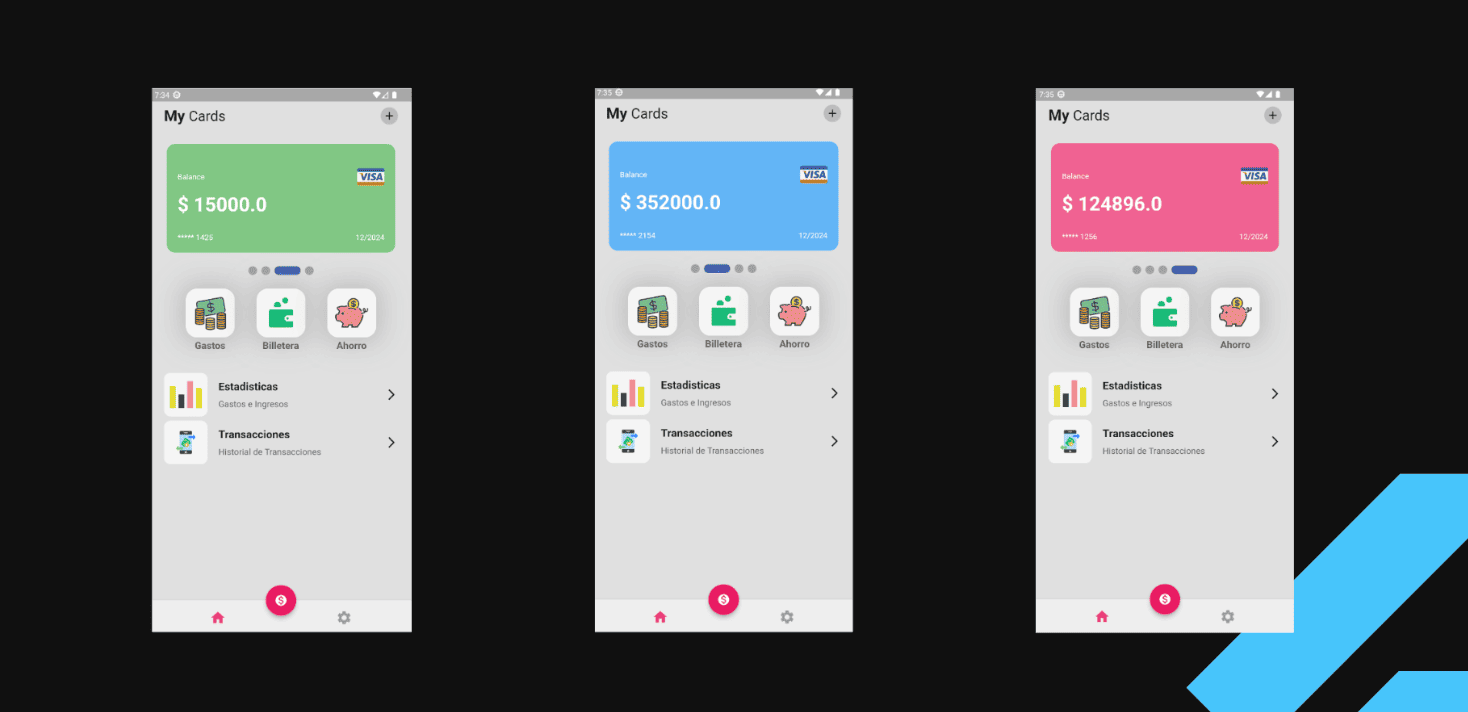 7:34
My Cards
+
Balance
VISA
$ 15000.0
***** 1425 12/2024
Gastos Billetera Ahorro
Estadisticas
Gastos e Ingresos
Transacciones
Historial de Transacciones
$
7:35
My Cards
+
Balance
VISA
$ 352000.0
***** 2154 12/2024
Gastos Billetera Ahorro
Estadisticas
Gastos e Ingresos
Transacciones
Historial de Transacciones
$
7:35
My Cards
+
Balance
VISA
$ 124896.0
***** 1256 12/2024
Gastos Billetera Ahorro
Estadisticas
Gastos e Ingresos
Transacciones
Historial de Transacciones
$